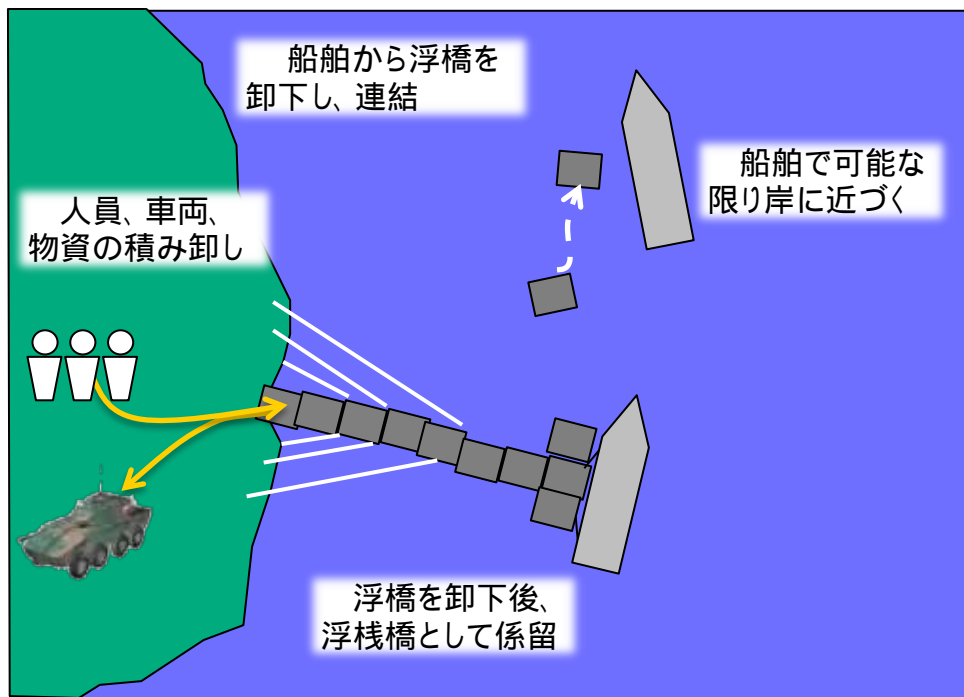 船舶から浮橋を
卸下し、連結
船舶で可能な
限り岸に近づく
人員、車両、
物資の積み卸し
浮橋を卸下後、
浮桟橋として係留